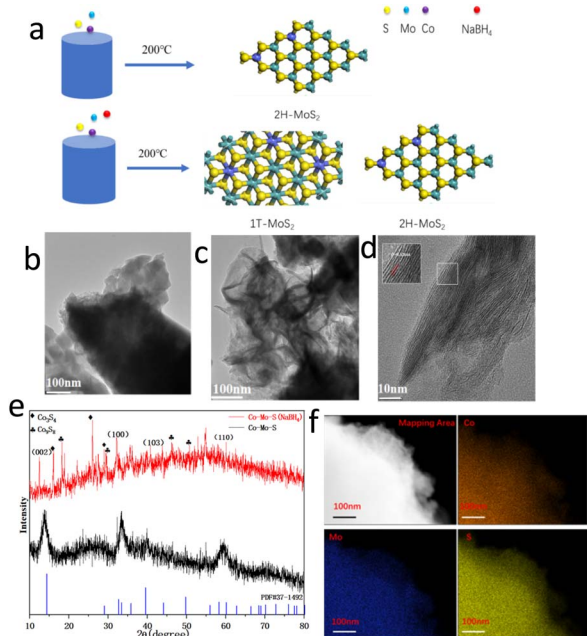 a
S Mo Co NaBH₄
200℃
2H-MoS₂
200℃
1T-MoS₂ 2H-MoS₂
b
100nm
c
100nm
d
10nm
e
♦ Co₃S₄
♣ Co₉S₈
Co-Mo-S(NaBH₄)
Co-Mo-S
(002)
(100)
(103)
(110)
Intensity
PDF#37-1492
10 20 30 40 50 60 70 80
2θ(degree)
f
Mapping Area
100nm
Co
100nm
Mo
100nm
S
100nm